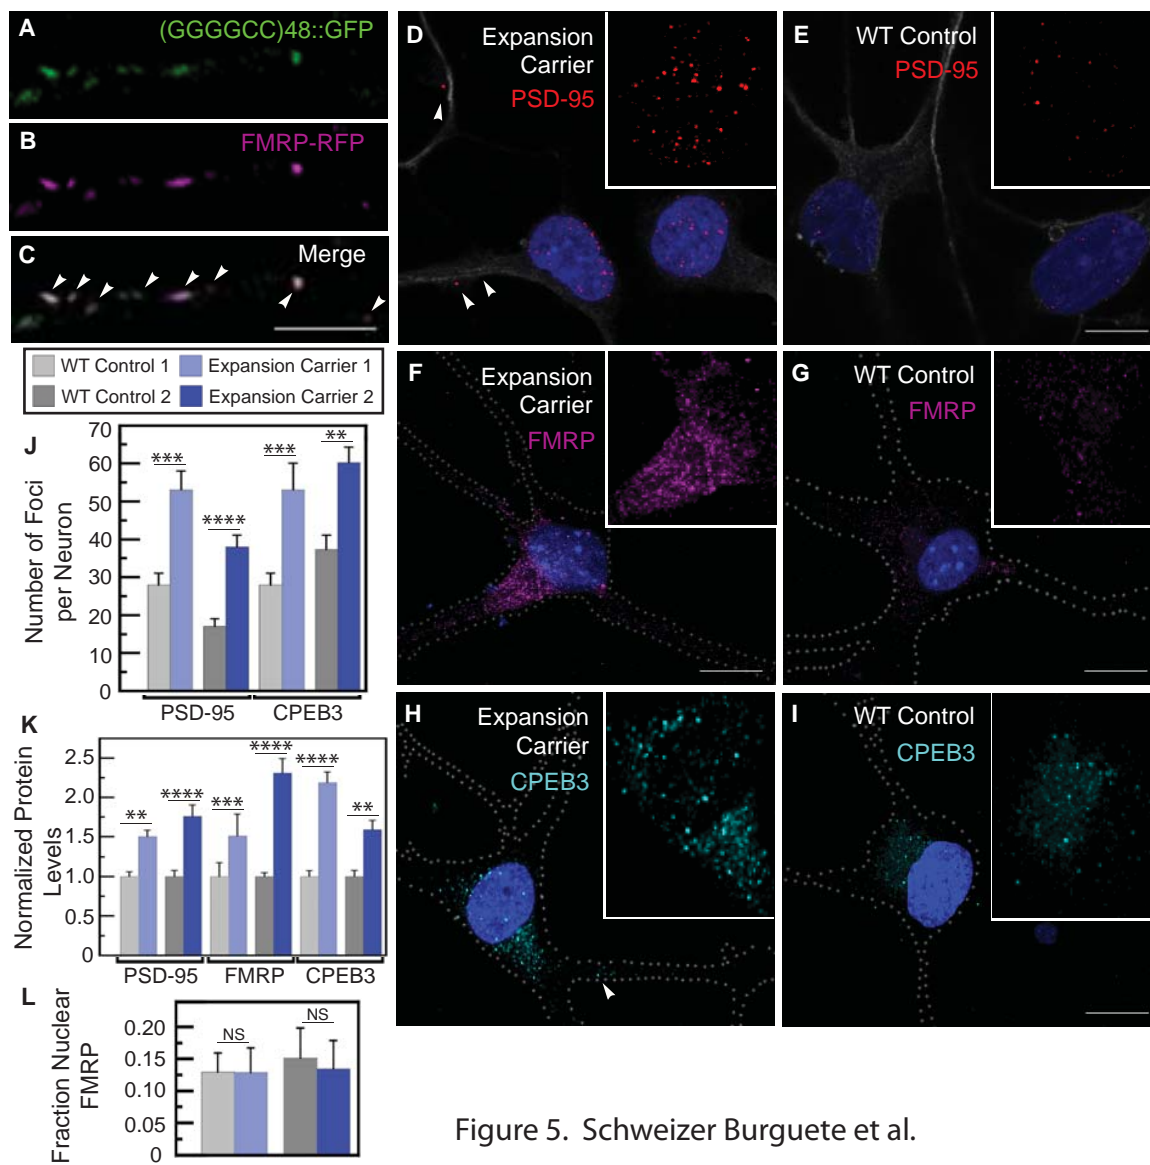 A
(GGGGCC)48::GFP
B
FMRP-RFP
C
Merge
D
Expansion
Carrier
PSD-95
E
WT Control
PSD-95
F
Expansion
Carrier
FMRP
G
WT Control
FMRP
H
Expansion
Carrier
CPEB3
I
WT Control
CPEB3
WT Control 1
Expansion Carrier 1
WT Control 2
Expansion Carrier 2
J
Number of Foci
per Neuron
70
60
50
40
30
20
10
0
***
****
***
**
PSD-95
CPEB3
K
Normalized Protein
Levels
2.5
2.0
1.5
1.0
0.5
0
**
****
***
****
****
**
PSD-95
FMRP
CPEB3
L
Fraction Nuclear
FMRP
0.20
0.15
0.10
0.05
0
NS
NS
Figure 5. Schweizer Burguete et al.